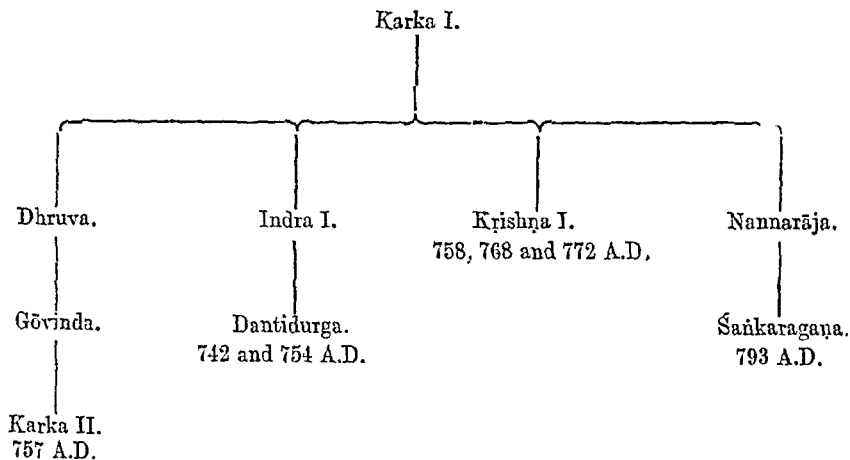 Karka I.
Dhruva. Indra I. Kṛishṇa I. Nannarāja.
758, 768 and 772 A.D.
Gōvinda. Dantidurga. Śaṅkaragaṇa.
742 and 754 A.D. 793 A.D.
Karka II.
757 A.D.